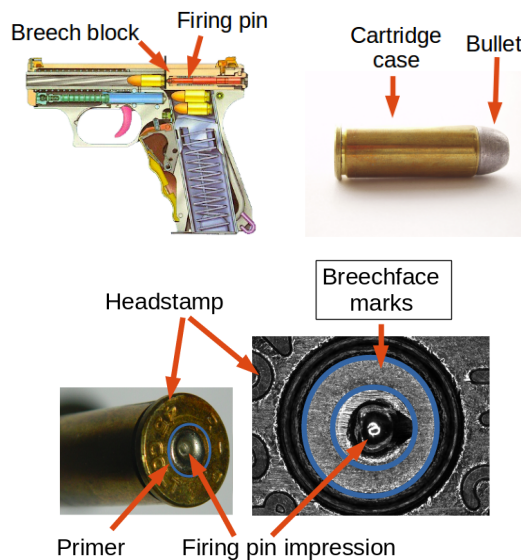 Breech block
Firing pin
Cartridge
case
Bullet
Headstamp
Breechface
marks
Primer
Firing pin impression